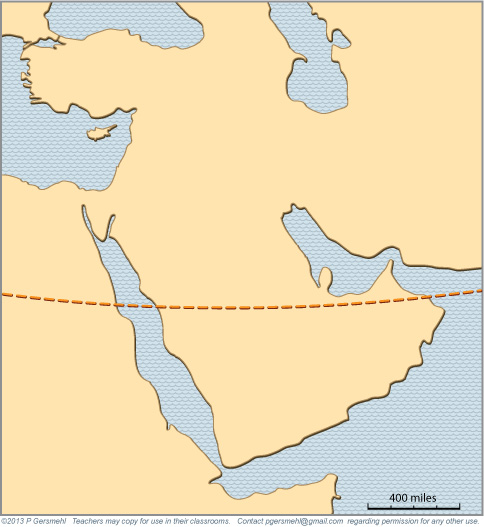 400 miles
©2013 P Gersmehl Teachers may copy for use in their classrooms. Contact pgersmehl@gmail.com regarding permission for any other use.